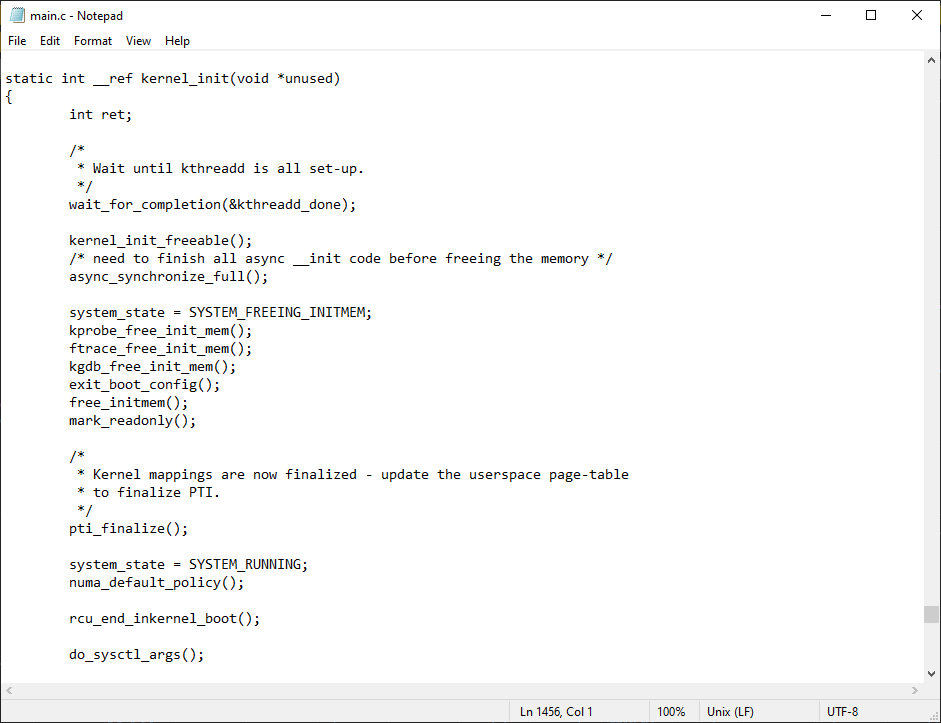 main.c - Notepad
File Edit Format View Help
static int __ref kernel_init(void *unused)
{
        int ret;

        /*
         * Wait until kthreadd is all set-up.
         */
        wait_for_completion(&kthreadd_done);

        kernel_init_freeable();
        /* need to finish all async __init code before freeing the memory */
        async_synchronize_full();

        system_state = SYSTEM_FREEING_INITMEM;
        kprobe_free_init_mem();
        ftrace_free_init_mem();
        kgdb_free_init_mem();
        exit_boot_config();
        free_initmem();
        mark_readonly();

        /*
         * Kernel mappings are now finalized - update the userspace page-table
         * to finalize PTI.
         */
        pti_finalize();

        system_state = SYSTEM_RUNNING;
        numa_default_policy();

        rcu_end_inkernel_boot();

        do_sysctl_args();
Ln 1456, Col 1 100% Unix (LF) UTF-8